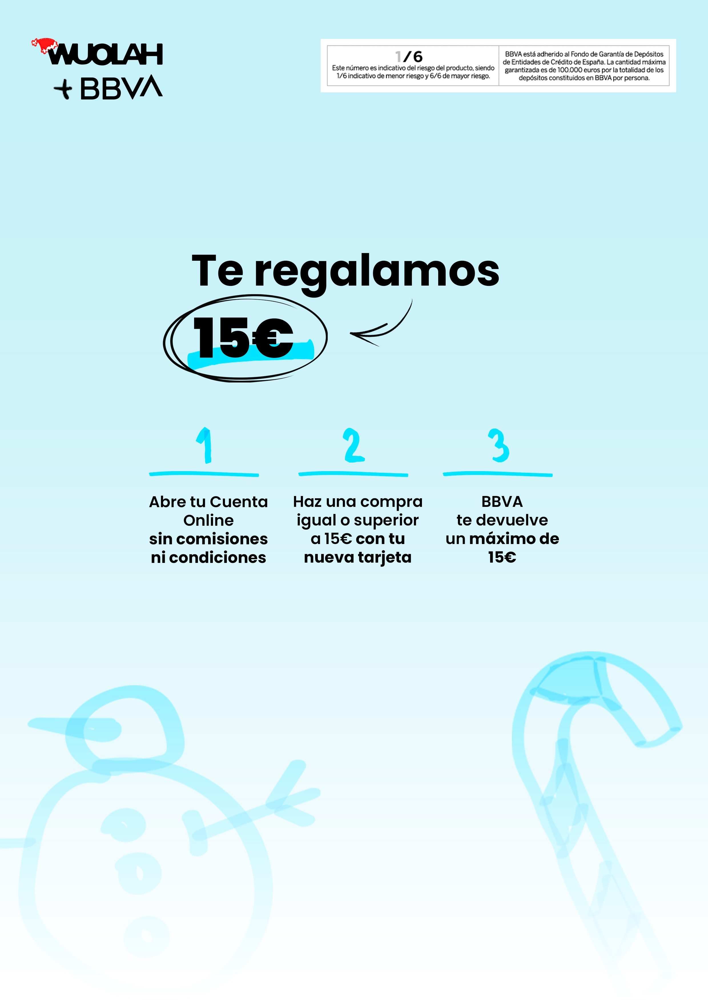 WUOLAH
+ BBVA
1/6
Este número es indicativo del riesgo del producto, siendo
1/6 indicativo de menor riesgo y 6/6 de mayor riesgo.
BBVA está adherido al Fondo de Garantía de Depósitos
de Entidades de Crédito de España. La cantidad máxima
garantizada es de 100.000 euros por la totalidad de los
depósitos constituidos en BBVA por persona.
Te regalamos
15€
1
Abre tu Cuenta
Online
sin comisiones
ni condiciones
2
Haz una compra
igual o superior
a 15€ con tu
nueva tarjeta
3
BBVA
te devuelve
un máximo de
15€